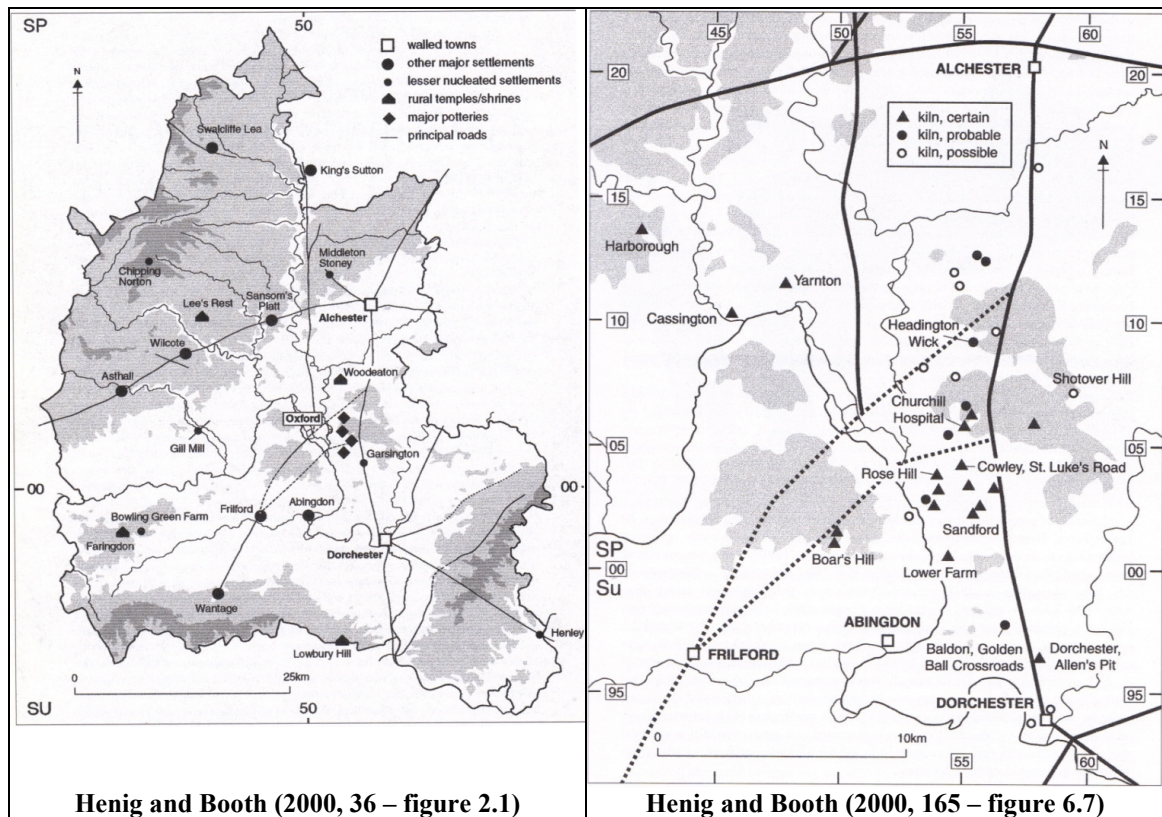 SP
50
N
walled towns
other major settlements
lesser nucleated settlements
rural temples/shrines
major potteries
principal roads
Swalcliffe Lea
King's Sutton
Middleton
Stoney
Chipping
Norton
Lee's Rest
Sansom's
Platt
Alchester
Wilcote
Asthall
Woodeaton
Oxford
Gill Mill
Garsington
00
00
Bowling Green Farm
Frilford
Abingdon
Faringdon
Dorchester
Wantage
Henley
Lowbury Hill
0
25km
SU
50
Henig and Booth (2000, 36 – figure 2.1)
45
50
55
60
20
ALCHESTER
20
kiln, certain
kiln, probable
kiln, possible
N
15
15
Harborough
Yarnton
Cassington
10
10
Headington
Wick
Shotover Hill
Churchill
Hospital
05
05
Rose Hill
Cowley, St. Luke's Road
Sandford
SP
00
Su
Boar's Hill
Lower Farm
00
ABINGDON
FRILFORD
Baldon, Golden
Ball Crossroads
Dorchester,
Allen's Pit
95
DORCHESTER
95
0
10km
45
50
55
60
Henig and Booth (2000, 165 – figure 6.7)